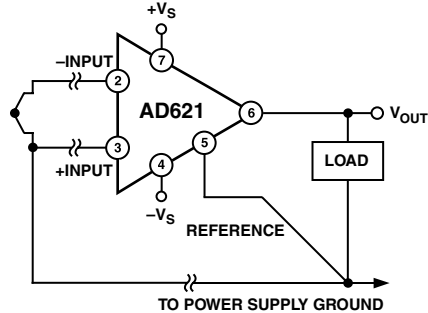 +VS
–INPUT
7
2
AD621
6
VOUT
5
3
LOAD
+INPUT
4
–VS
REFERENCE
TO POWER SUPPLY GROUND